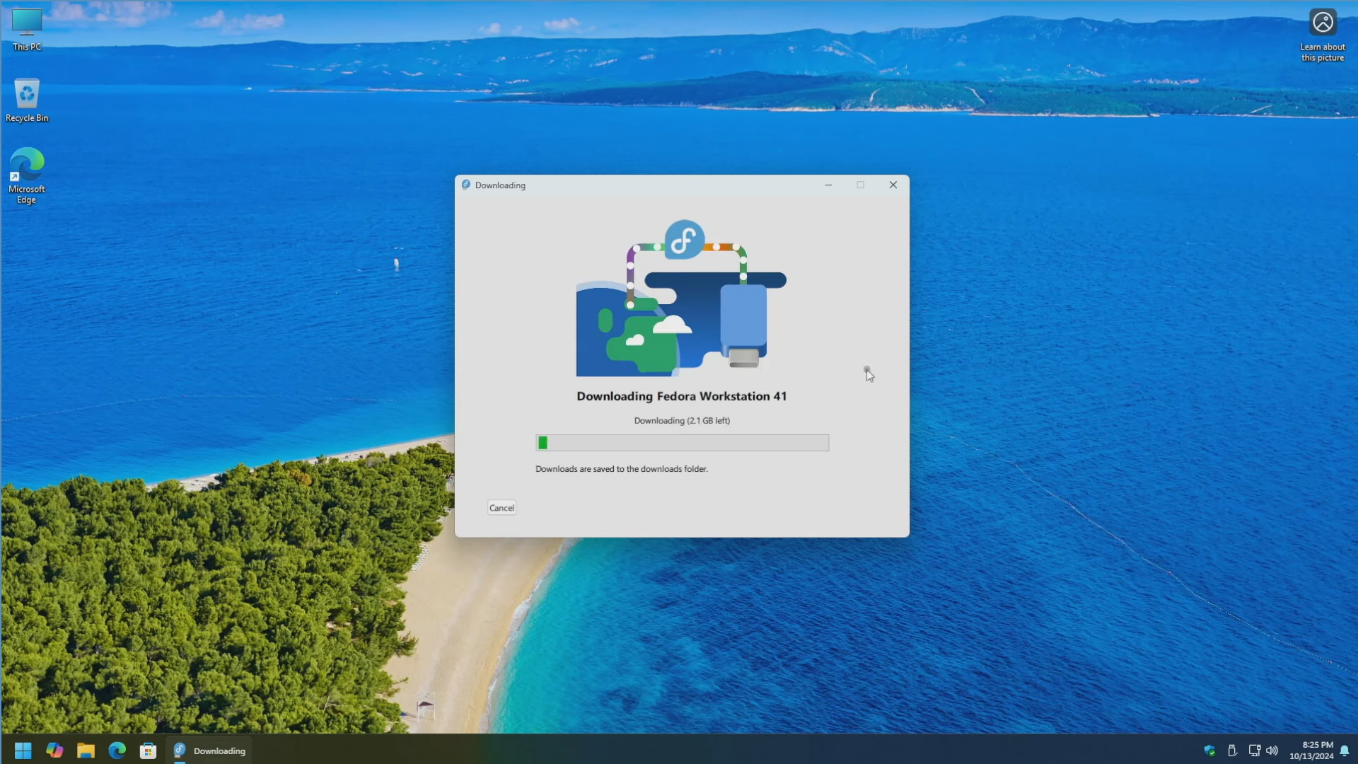 This PC
Recycle Bin
Microsoft
Edge
Learn about
this picture
Downloading
Downloading Fedora Workstation 41
Downloading (2.1 GB left)
Downloads are saved to the downloads folder.
Cancel
Downloading
8:25 PM
10/13/2024